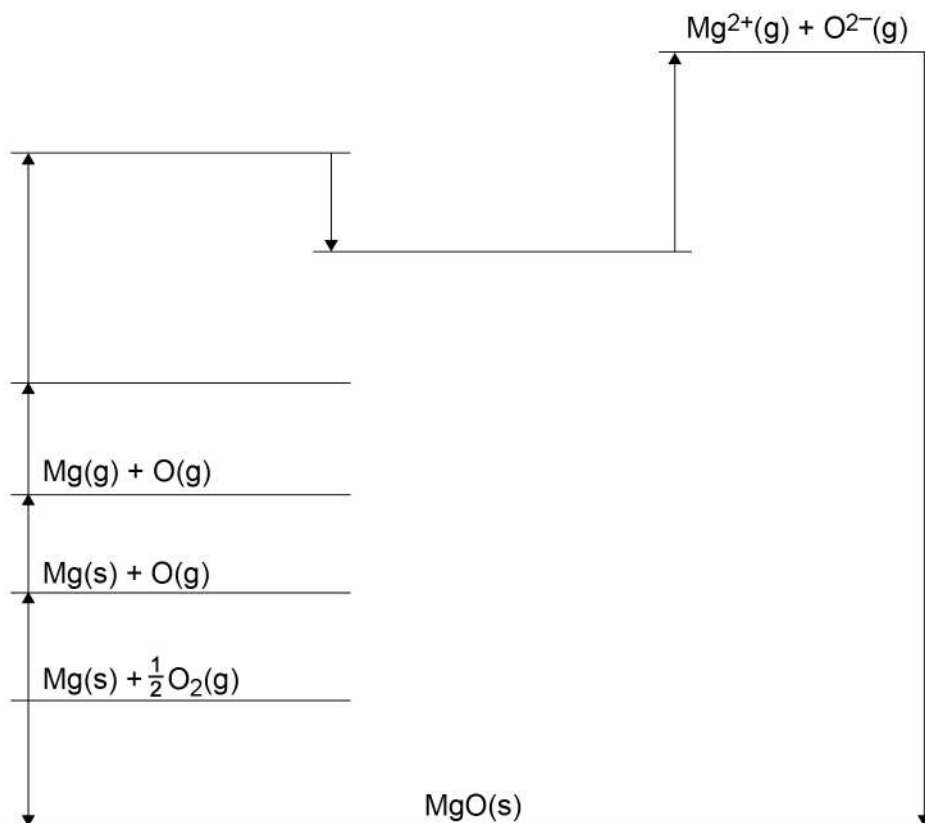 Mg²⁺(g) + O²⁻(g)
Mg(g) + O(g)
Mg(s) + O(g)
Mg(s) + ½O₂(g)
MgO(s)